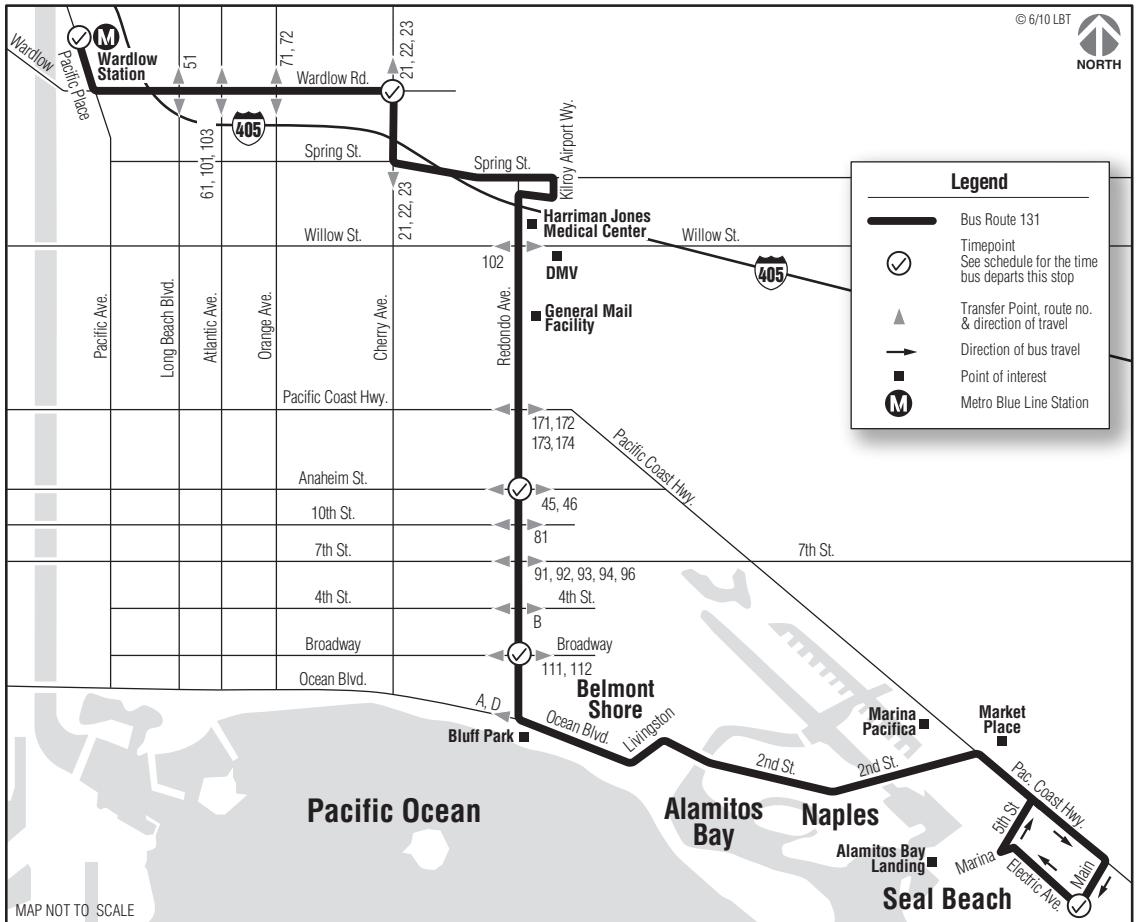 © 6/10 LBT
NORTH
M
Wardlow
Station
Wardlow
Pacific Place
51
71, 72
21, 22, 23
Wardlow Rd.
61, 101, 103
405
Spring St.
Spring St.
Kilroy Airport Wy.
21, 22, 23
Harriman Jones
Medical Center
Willow St.
Willow St.
102
DMV
405
General Mail
Facility
Pacific Ave.
Long Beach Blvd.
Atlantic Ave.
Orange Ave.
Cherry Ave.
Redondo Ave.
Legend
Bus Route 131
Timepoint
See schedule for the time
bus departs this stop
Transfer Point, route no.
& direction of travel
Direction of bus travel
Point of interest
M
Metro Blue Line Station
Pacific Coast Hwy.
171, 172
173, 174
Pacific Coast Hwy.
Anaheim St.
45, 46
10th St.
81
7th St.
7th St.
91, 92, 93, 94, 96
4th St.
4th St.
B
Broadway
Broadway
111, 112
Ocean Blvd.
A, D
Belmont
Shore
Bluff Park
Ocean Blvd.
Livingston
2nd St.
2nd St.
Marina
Pacifica
Market
Place
Pac. Coast Hwy.
Pacific Ocean
Alamitos
Bay
Naples
5th St
Alamitos Bay
Landing
Marina
Electric Ave.
Main
Seal Beach
MAP NOT TO SCALE